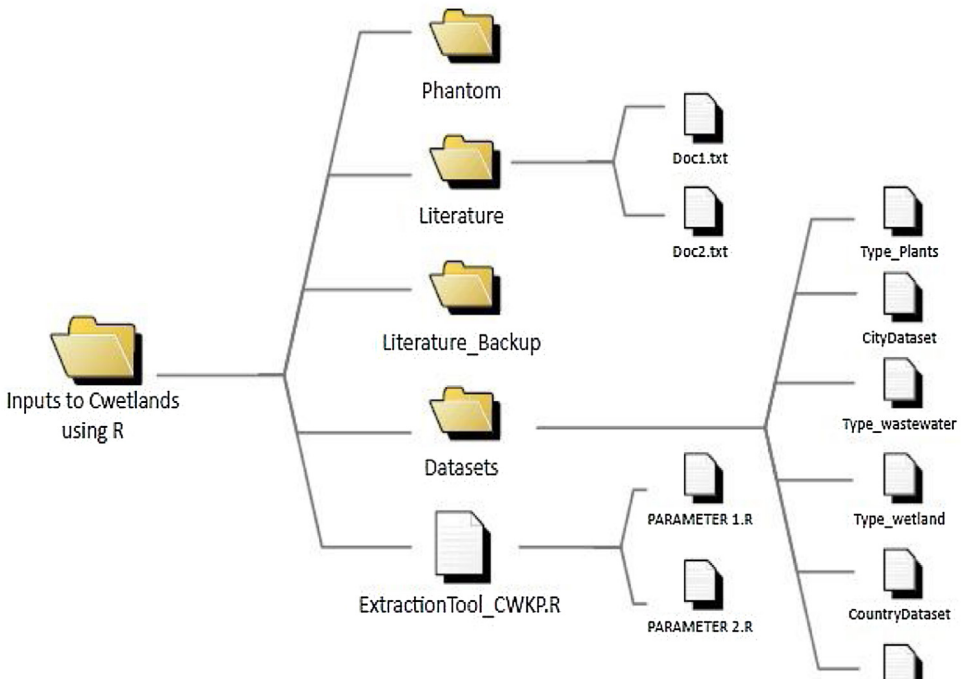 Phantom
Literature
Doc1.txt
Doc2.txt
Literature_Backup
Inputs to Cwetlands
using R
Datasets
Type_Plants
CityDataset
Type_wastewater
Type_wetland
CountryDataset
ExtractionTool_CWKP.R
PARAMETER 1.R
PARAMETER 2.R